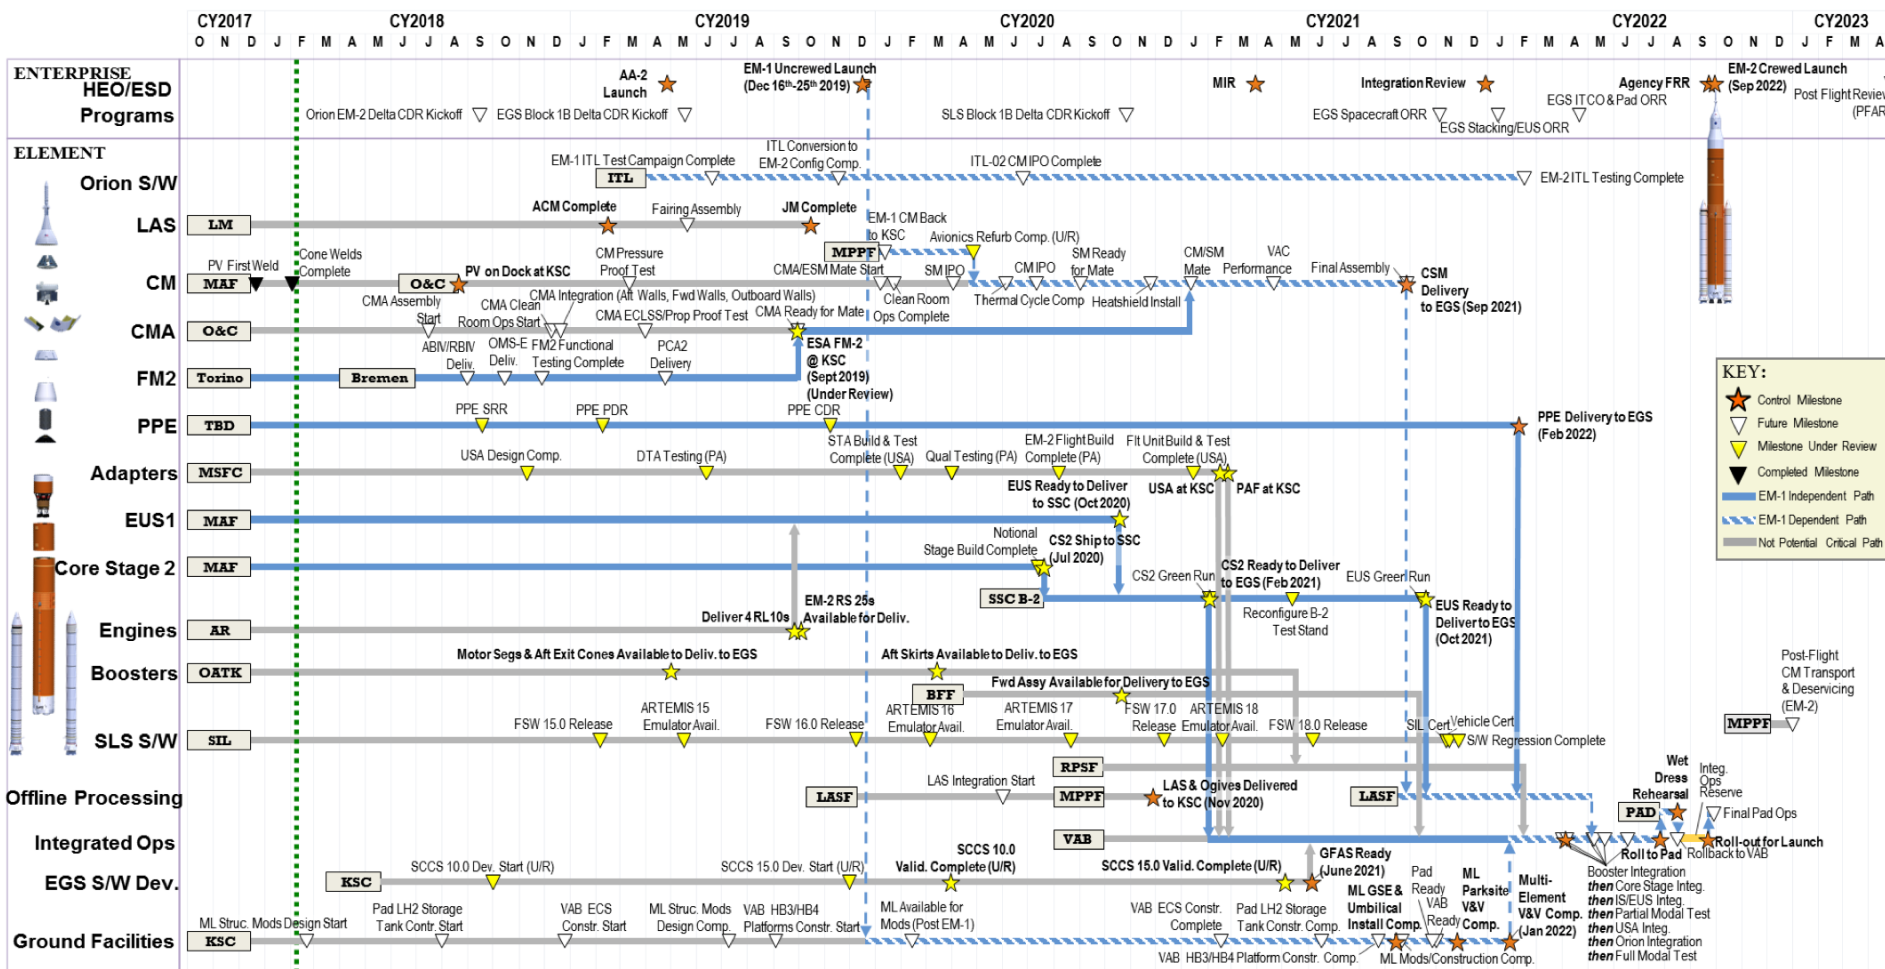 CY2017 CY2018 CY2019 CY2020 CY2021 CY2022 CY2023
O N D J F M A M J J A S O N D J F M A M J J A S O N D J F M A M J J A S O N D J F M A M J J A S O N D J F M A M J J A S O N D J F M A
ENTERPRISE
HEO/ESD
Programs
AA-2
Launch
EM-1 Uncrewed Launch
(Dec 16th-25th 2019)
MIR
Integration Review
Agency FRR
EM-2 Crewed Launch
(Sep 2022)
Post Flight Review
(PFAR
Orion EM-2 Delta CDR Kickoff
EGS Block 1B Delta CDR Kickoff
SLS Block 1B Delta CDR Kickoff
EGS Spacecraft ORR
EGS Stacking/EUS ORR
EGS ITCO & Pad ORR
ELEMENT
Orion S/W
ITL
EM-1 ITL Test Campaign Complete
ITL Conversion to
EM-2 Config Comp.
ITL-02 CM IPO Complete
EM-2 ITL Testing Complete
LAS
LM
ACM Complete
Fairing Assembly
JM Complete
MPPF
EM-1 CM Back
to KSC
Avionics Refurb Comp. (U/R)
CM
MAF
PV First Weld
Cone Welds
Complete
O&C
PV on Dock at KSC
CM Pressure
Proof Test
CMA/ESM Mate Start
Clean Room
Ops Complete
SM IPO
Thermal Cycle Comp
CM IPO
SM Ready
for Mate
Heatshield Install
CM/SM
Mate
VAC
Performance
Final Assembly
CSM
Delivery
to EGS (Sep 2021)
CMA
O&C
CMA Assembly
Start
CMA Clean
Room Ops Start
CMA Integration (Aft Walls, Fwd Walls, Outboard Walls)
CMA ECLSS/Prop Proof Test
CMA Ready for Mate
ESA FM-2
@ KSC
(Sept 2019)
(Under Review)
FM2
Torino
Bremen
ABIV/RBIV
Deliv.
OMS-E
Deliv.
FM2 Functional
Testing Complete
PCA2
Delivery
PPE
TBD
PPE SRR
PPE PDR
PPE CDR
PPE Delivery to EGS
(Feb 2022)
Adapters
MSFC
USA Design Comp.
DTA Testing (PA)
STA Build & Test
Complete (USA)
Qual Testing (PA)
EM-2 Flight Build
Complete (PA)
Flt Unit Build & Test
Complete (USA)
USA at KSC
PAF at KSC
EUS1
MAF
EUS Ready to Deliver
to SSC (Oct 2020)
Core Stage 2
MAF
Notional
Stage Build Complete
CS2 Ship to SSC
(Jul 2020)
SSC B-2
CS2 Green Run
CS2 Ready to Deliver
to EGS (Feb 2021)
Reconfigure B-2
Test Stand
EUS Green Run
EUS Ready to
Deliver to EGS
(Oct 2021)
Engines
AR
Deliver 4 RL10s
EM-2 RS 25s
Available for Deliv.
Boosters
OATK
Motor Segs & Aft Exit Cones Available to Deliv. to EGS
Aft Skirts Available to Deliv. to EGS
BFF
Fwd Assy Available for Delivery to EGS
SLS S/W
SIL
FSW 15.0 Release
ARTEMIS 15
Emulator Avail.
FSW 16.0 Release
ARTEMIS 16
Emulator Avail.
ARTEMIS 17
Emulator Avail.
FSW 17.0
Release
ARTEMIS 18
Emulator Avail.
FSW 18.0 Release
SIL Cert
Vehicle Cert
S/W Regression Complete
MPPF
Post-Flight
CM Transport
& Deservicing
(EM-2)
RPSF
Offline Processing
LASF
LAS Integration Start
MPPF
LAS & Ogives Delivered
to KSC (Nov 2020)
LASF
Wet
Dress
Rehearsal
Integ.
Ops
Reserve
PAD
Final Pad Ops
Integrated Ops
VAB
Roll to Pad
Rollback to VAB
Roll-out for Launch
Booster Integration
then Core Stage Integ.
then IS/EUS Integ.
then Partial Modal Test
then USA Integ.
then Orion Integration
then Full Modal Test
EGS S/W Dev.
KSC
SCCS 10.0 Dev. Start (U/R)
SCCS 15.0 Dev. Start (U/R)
SCCS 10.0
Valid. Complete (U/R)
SCCS 15.0 Valid. Complete (U/R)
GFAS Ready
(June 2021)
Ground Facilities
KSC
ML Struc. Mods Design Start
Pad LH2 Storage
Tank Contr. Start
VAB ECS
Constr. Start
ML Struc. Mods
Design Comp.
VAB HB3/HB4
Platforms Constr. Start
ML Available for
Mods (Post EM-1)
VAB ECS Constr.
Complete
Pad LH2 Storage
Tank Constr. Comp.
VAB HB3/HB4 Platform Constr. Comp.
ML GSE &
Umbilical
Install Comp.
Pad
Ready
VAB
Ready
ML Mods/Construction Comp.
ML
Parksite
V&V
Comp.
Multi-
Element
V&V Comp.
(Jan 2022)
KEY:
Control Milestone
Future Milestone
Milestone Under Review
Completed Milestone
EM-1 Independent Path
EM-1 Dependent Path
Not Potential Critical Path